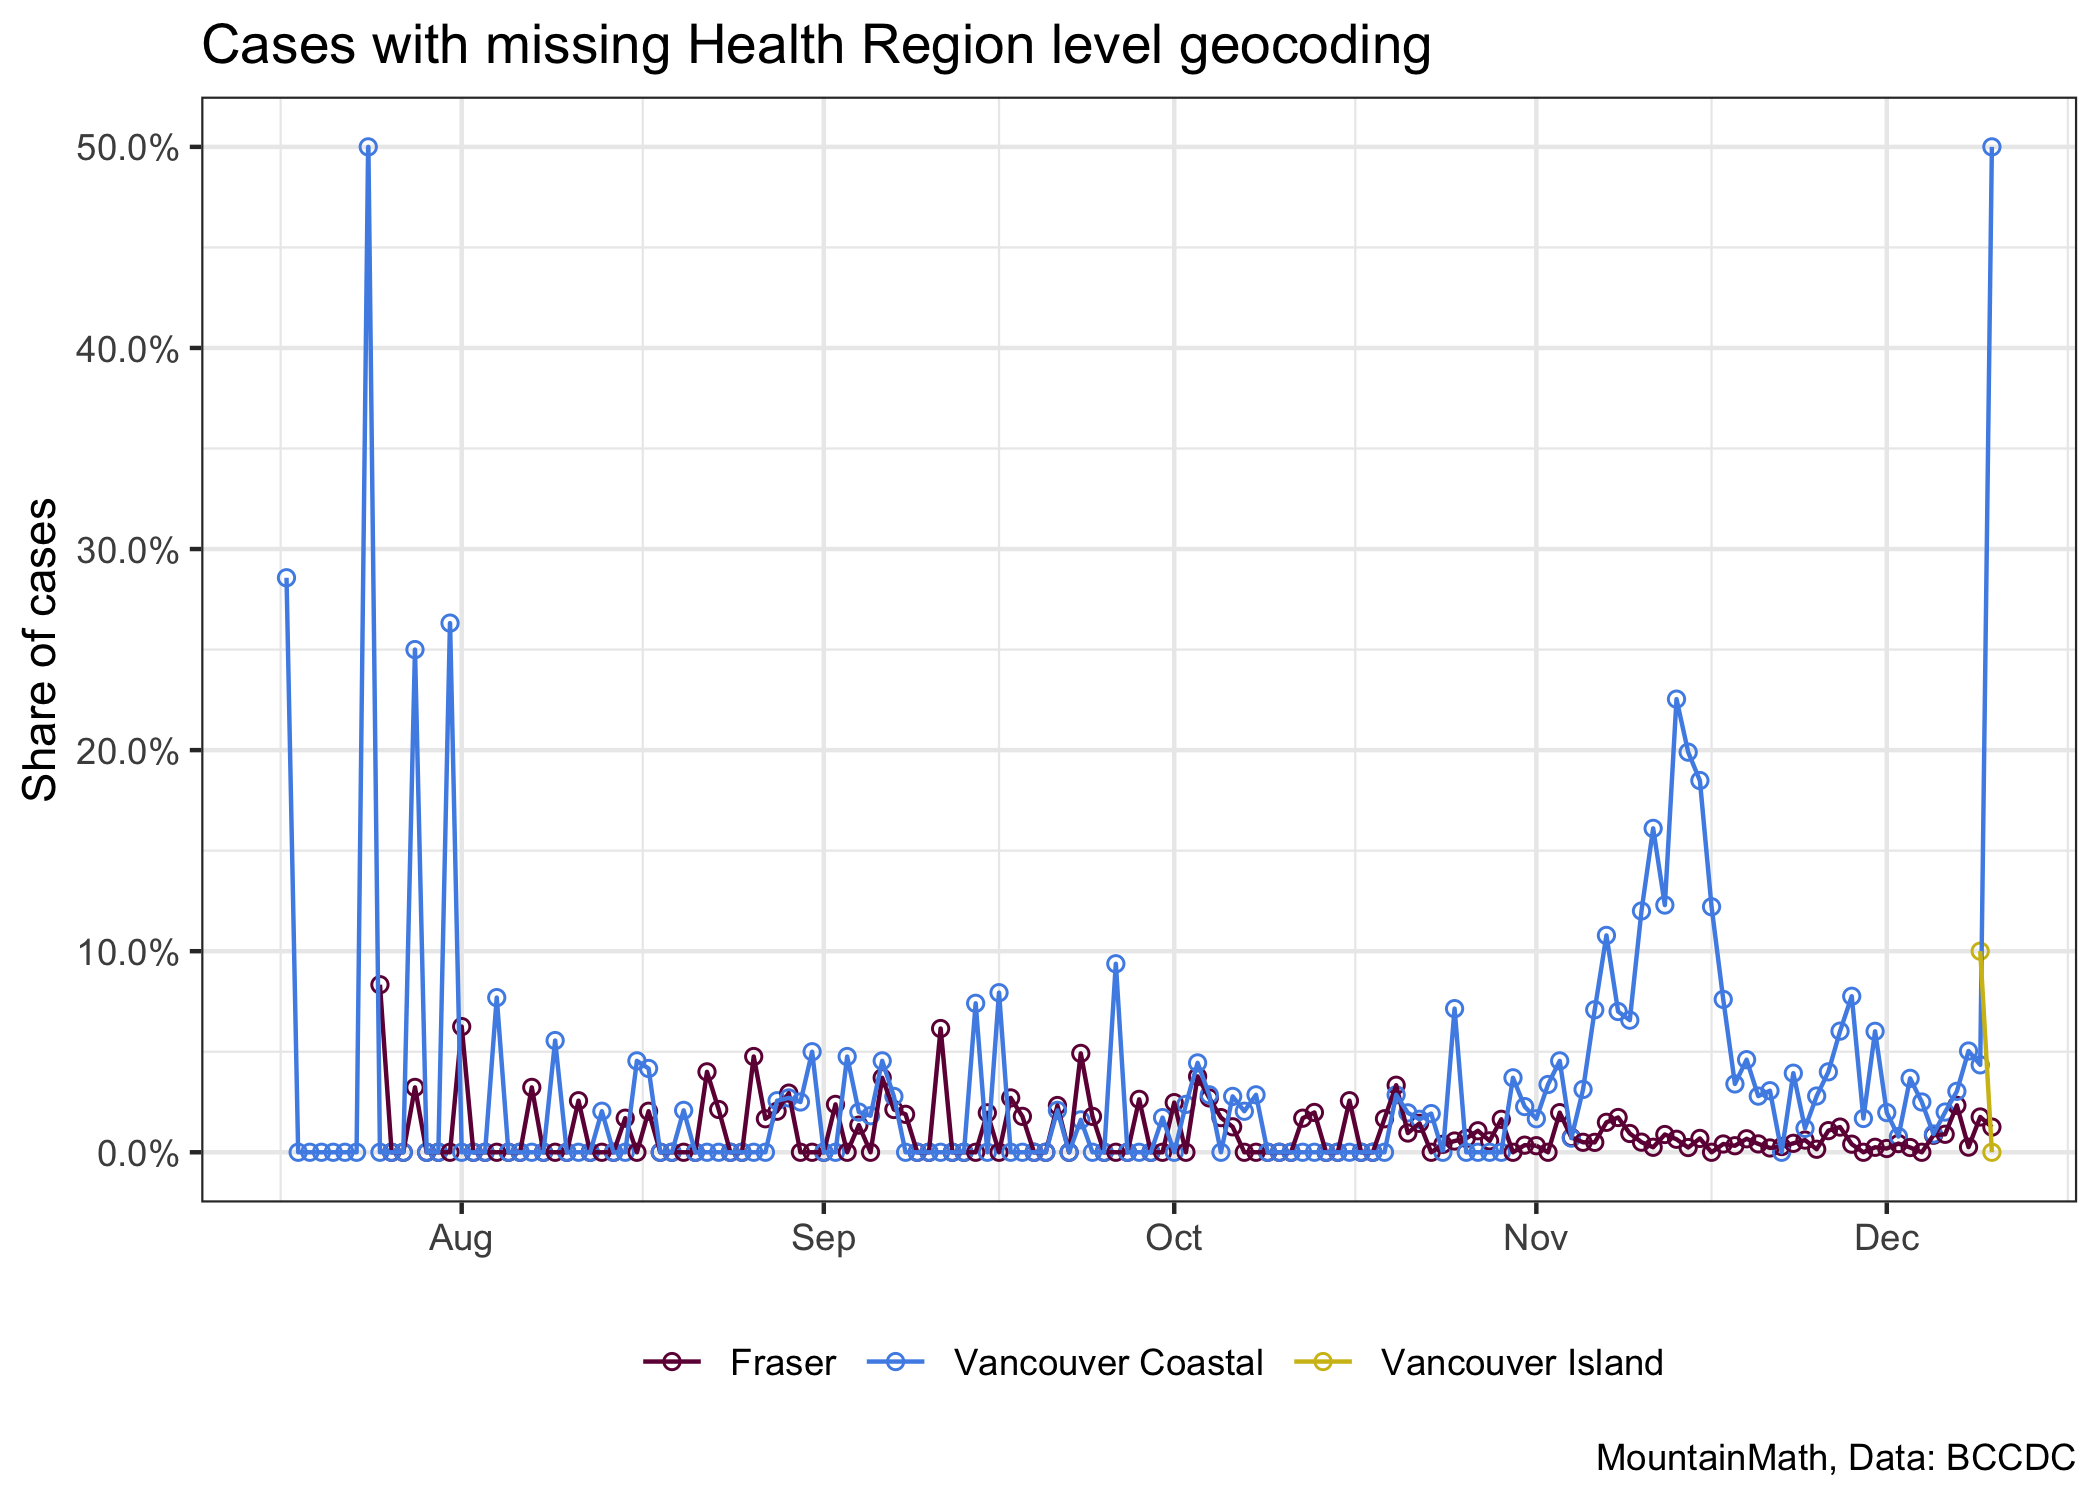 Cases with missing Health Region level geocoding
Share of cases
50.0%
40.0%
30.0%
20.0%
10.0%
0.0%
Aug Sep Oct Nov Dec
Fraser Vancouver Coastal Vancouver Island
MountainMath, Data: BCCDC